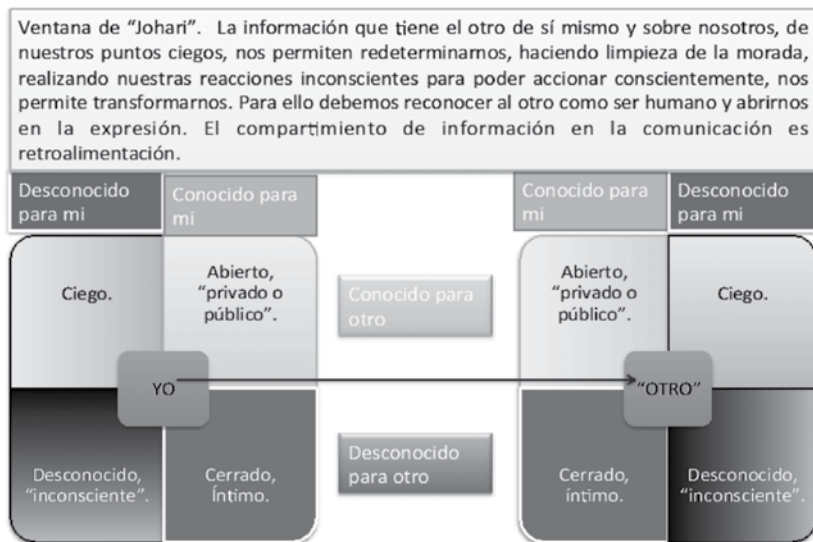 Ventana de “Johari”. La información que tiene el otro de sí mismo y sobre nosotros, de
nuestros puntos ciegos, nos permiten redeterminarnos, haciendo limpieza de la morada,
realizando nuestras reacciones inconscientes para poder accionar conscientemente, nos
permite transformarnos. Para ello debemos reconocer al otro como ser humano y abrirnos
en la expresión. El compartimiento de información en la comunicación es
retroalimentación.
Desconocido
para mi
Conocido para
mi
Conocido para
mi
Desconocido
para mi
Ciego.
Abierto,
“privado o
público”.
Conocido para
otro
Abierto,
“privado o
público”.
Ciego.
YO
“OTRO”
Desconocido,
“inconsciente”.
Cerrado,
Íntimo.
Desconocido
para otro
Cerrado,
íntimo.
Desconocido,
“inconsciente”.